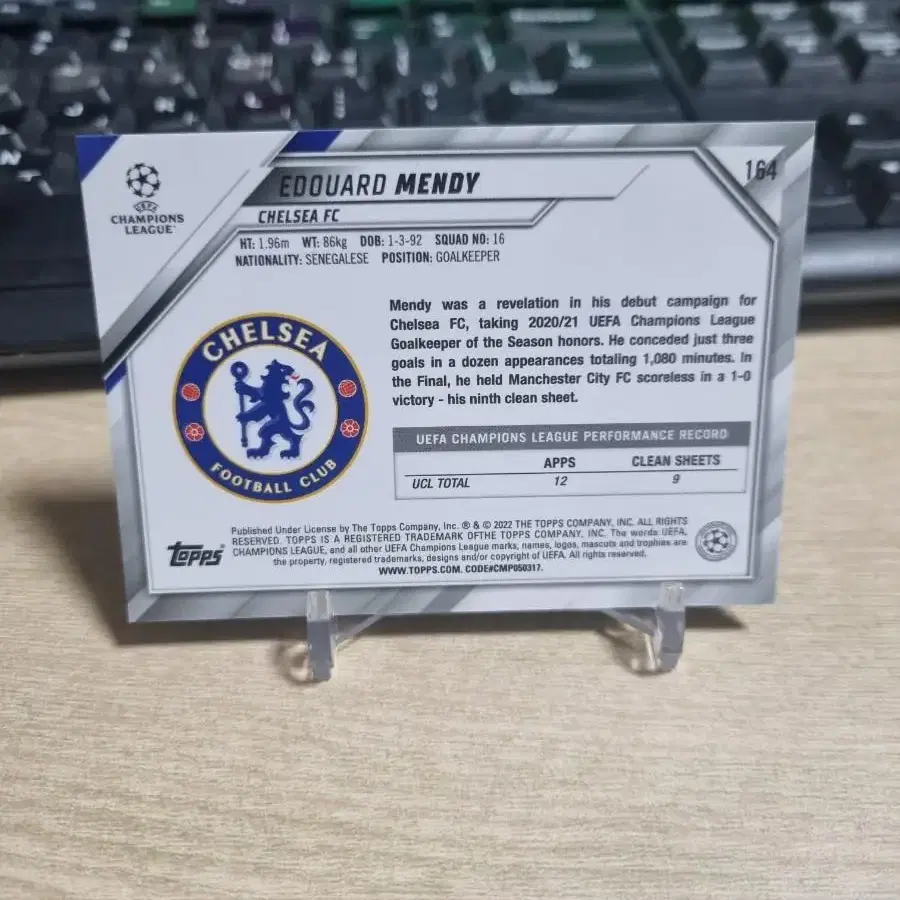 UEFA
CHAMPIONS
LEAGUE
EDOUARD MENDY
164
CHELSEA FC
HT: 1.96m WT: 86kg DOB: 1-3-92 SQUAD NO: 16
NATIONALITY: SENEGALESE POSITION: GOALKEEPER
CHELSEA
FOOTBALL CLUB
Mendy was a revelation in his debut campaign for
Chelsea FC, taking 2020/21 UEFA Champions League
Goalkeeper of the Season honors. He conceded just three
goals in a dozen appearances totaling 1,080 minutes. In
the Final, he held Manchester City FC scoreless in a 1-0
victory - his ninth clean sheet.
UEFA CHAMPIONS LEAGUE PERFORMANCE RECORD
APPS CLEAN SHEETS
UCL TOTAL 12 9
topps
Published Under License by The Topps Company, Inc. ® & © 2022 THE TOPPS COMPANY, INC. ALL RIGHTS
RESERVED. TOPPS IS A REGISTERED TRADEMARK OFTHE TOPPS COMPANY, INC. The words UEFA,
CHAMPIONS LEAGUE, and all other UEFA Champions League marks, names, logos, mascots and trophies are
the property, registered trademarks, designs and/or copyright of UEFA. All rights reserved.
WWW.TOPPS.COM. CODE#CMP050317.